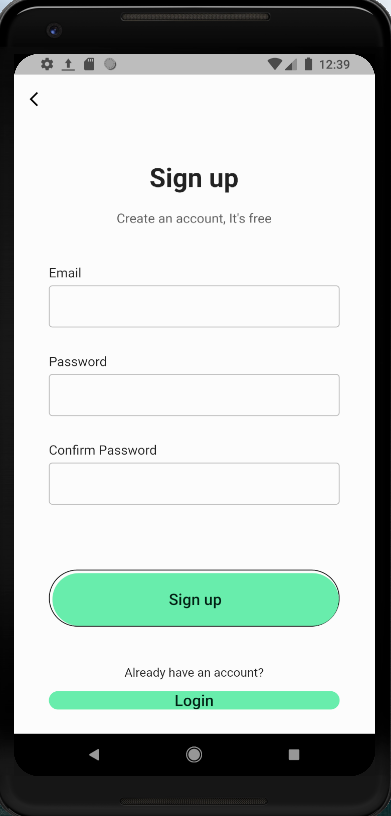 12:39
Sign up
Create an account, It's free
Email
Password
Confirm Password
Sign up
Already have an account?
Login